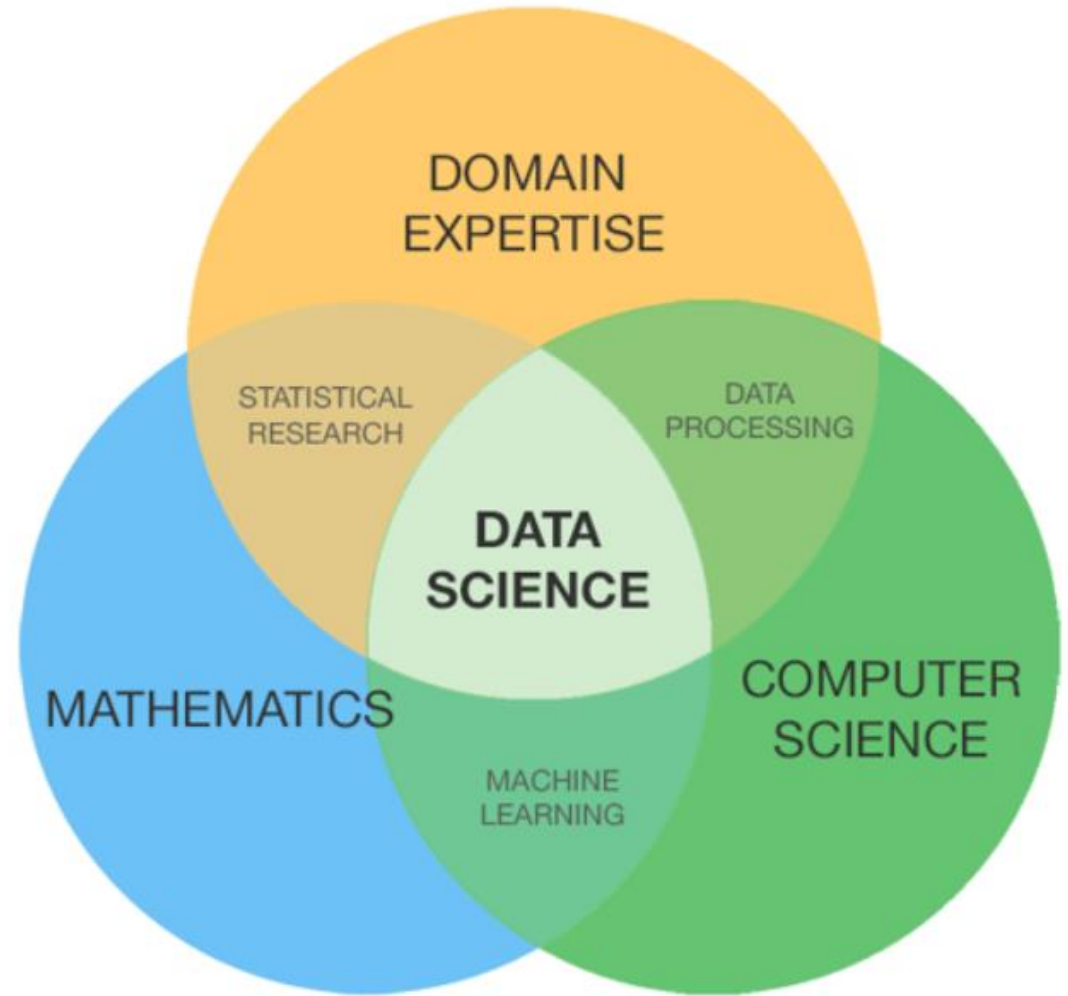 DOMAIN
EXPERTISE
STATISTICAL
RESEARCH
DATA
PROCESSING
DATA
SCIENCE
MATHEMATICS
COMPUTER
SCIENCE
MACHINE
LEARNING